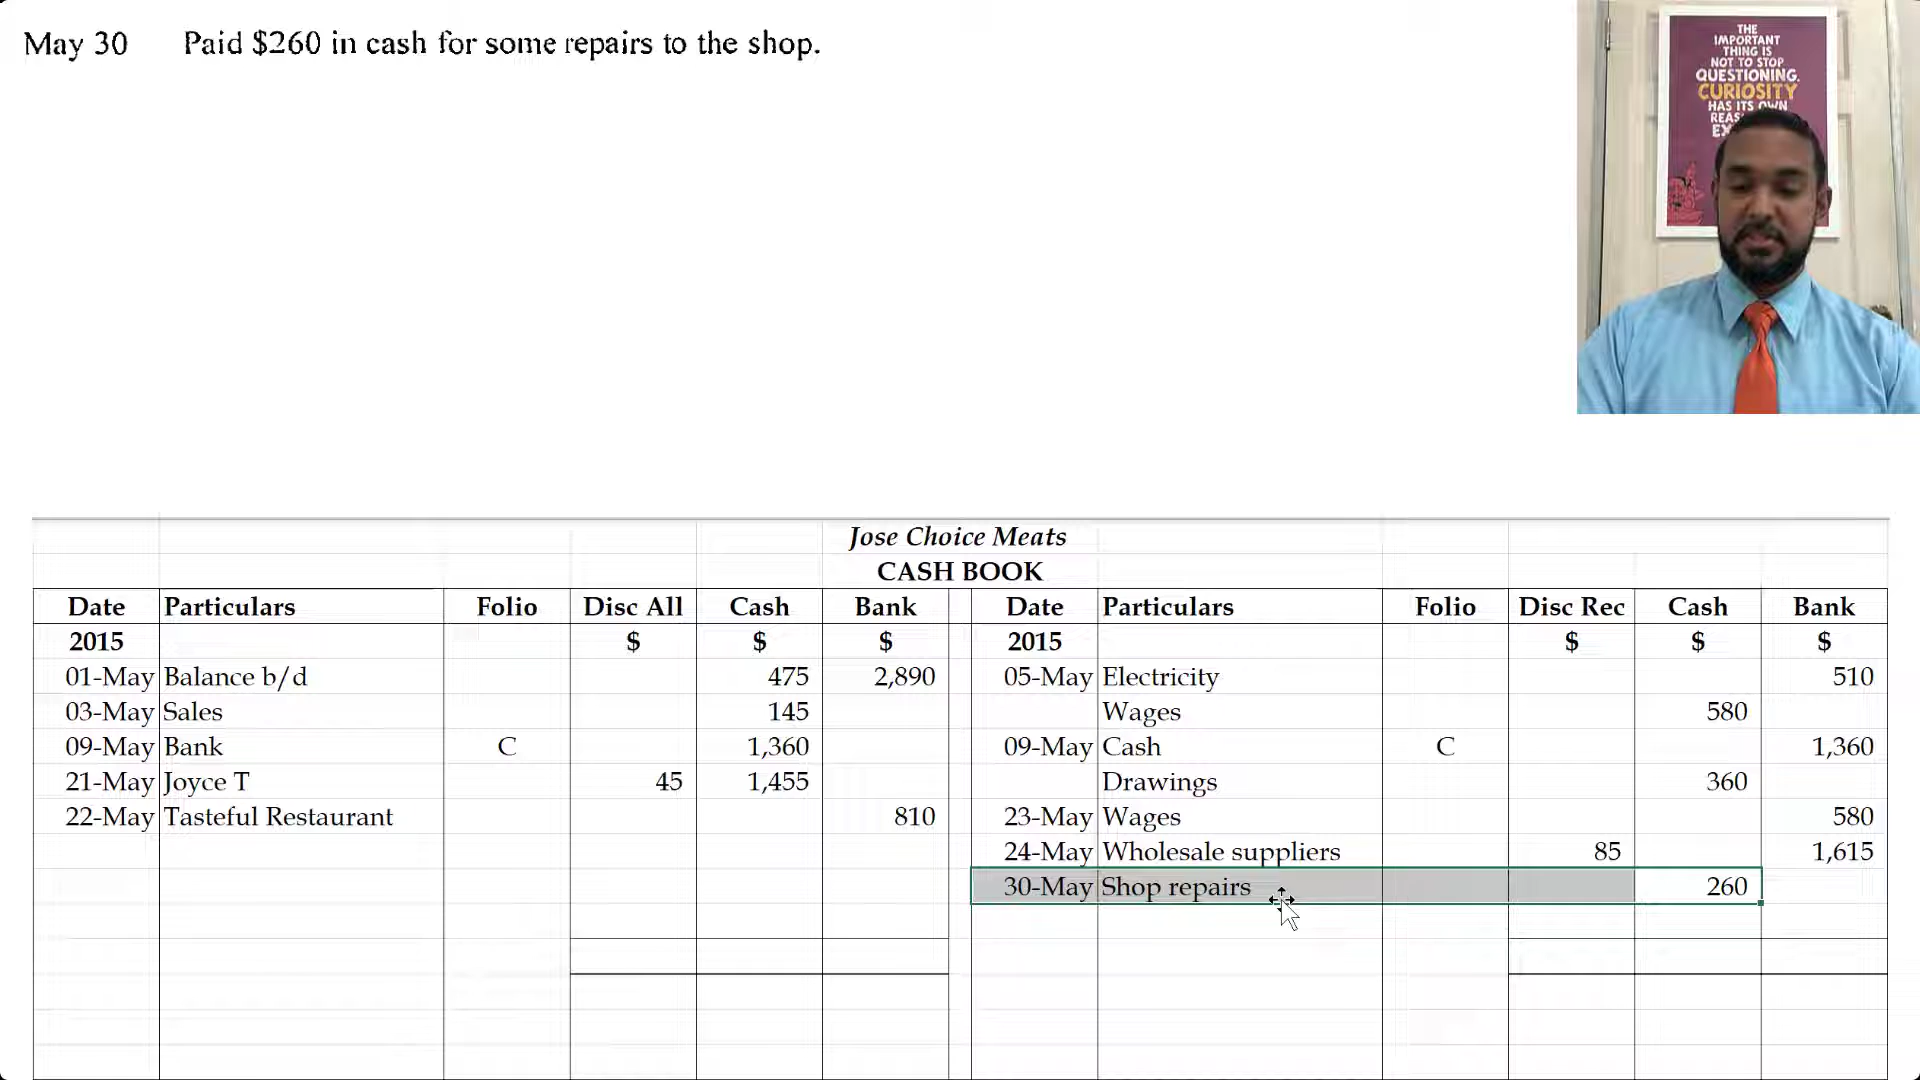 May 30 Paid $260 in cash for some repairs to the shop.
THE
IMPORTANT
THING IS
NOT TO STOP
QUESTIONING.
CURIOSITY
HAS ITS OWN
Jose Choice Meats
CASH BOOK
Date Particulars Folio Disc All Cash Bank Date Particulars Folio Disc Rec Cash Bank
2015 $ $ $ 2015 $ $ $
01-May Balance b/d 475 2,890 05-May Electricity 510
03-May Sales 145 Wages 580
09-May Bank C 1,360 09-May Cash C 1,360
21-May Joyce T 45 1,455 Drawings 360
22-May Tasteful Restaurant 810 23-May Wages 580
24-May Wholesale suppliers 85 1,615
30-May Shop repairs 260